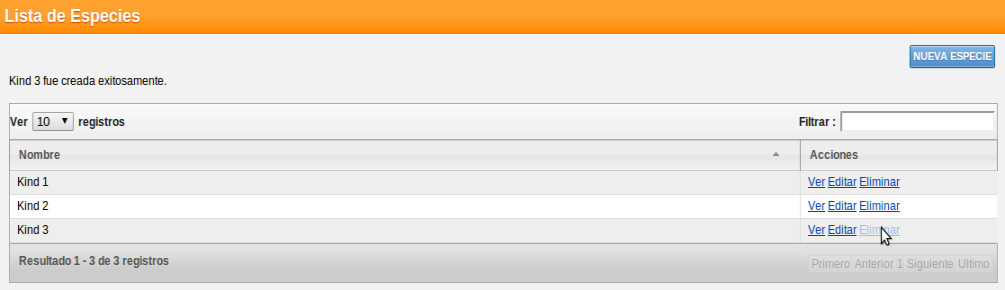 Lista de Especies
NUEVA ESPECIE
Kind 3 fue creada exitosamente.
Ver 10 registros Filtrar :
Nombre Acciones
Kind 1 Ver Editar Eliminar
Kind 2 Ver Editar Eliminar
Kind 3 Ver Editar Eliminar
Resultado 1 - 3 de 3 registros Primero Anterior 1 Siguiente Ultimo